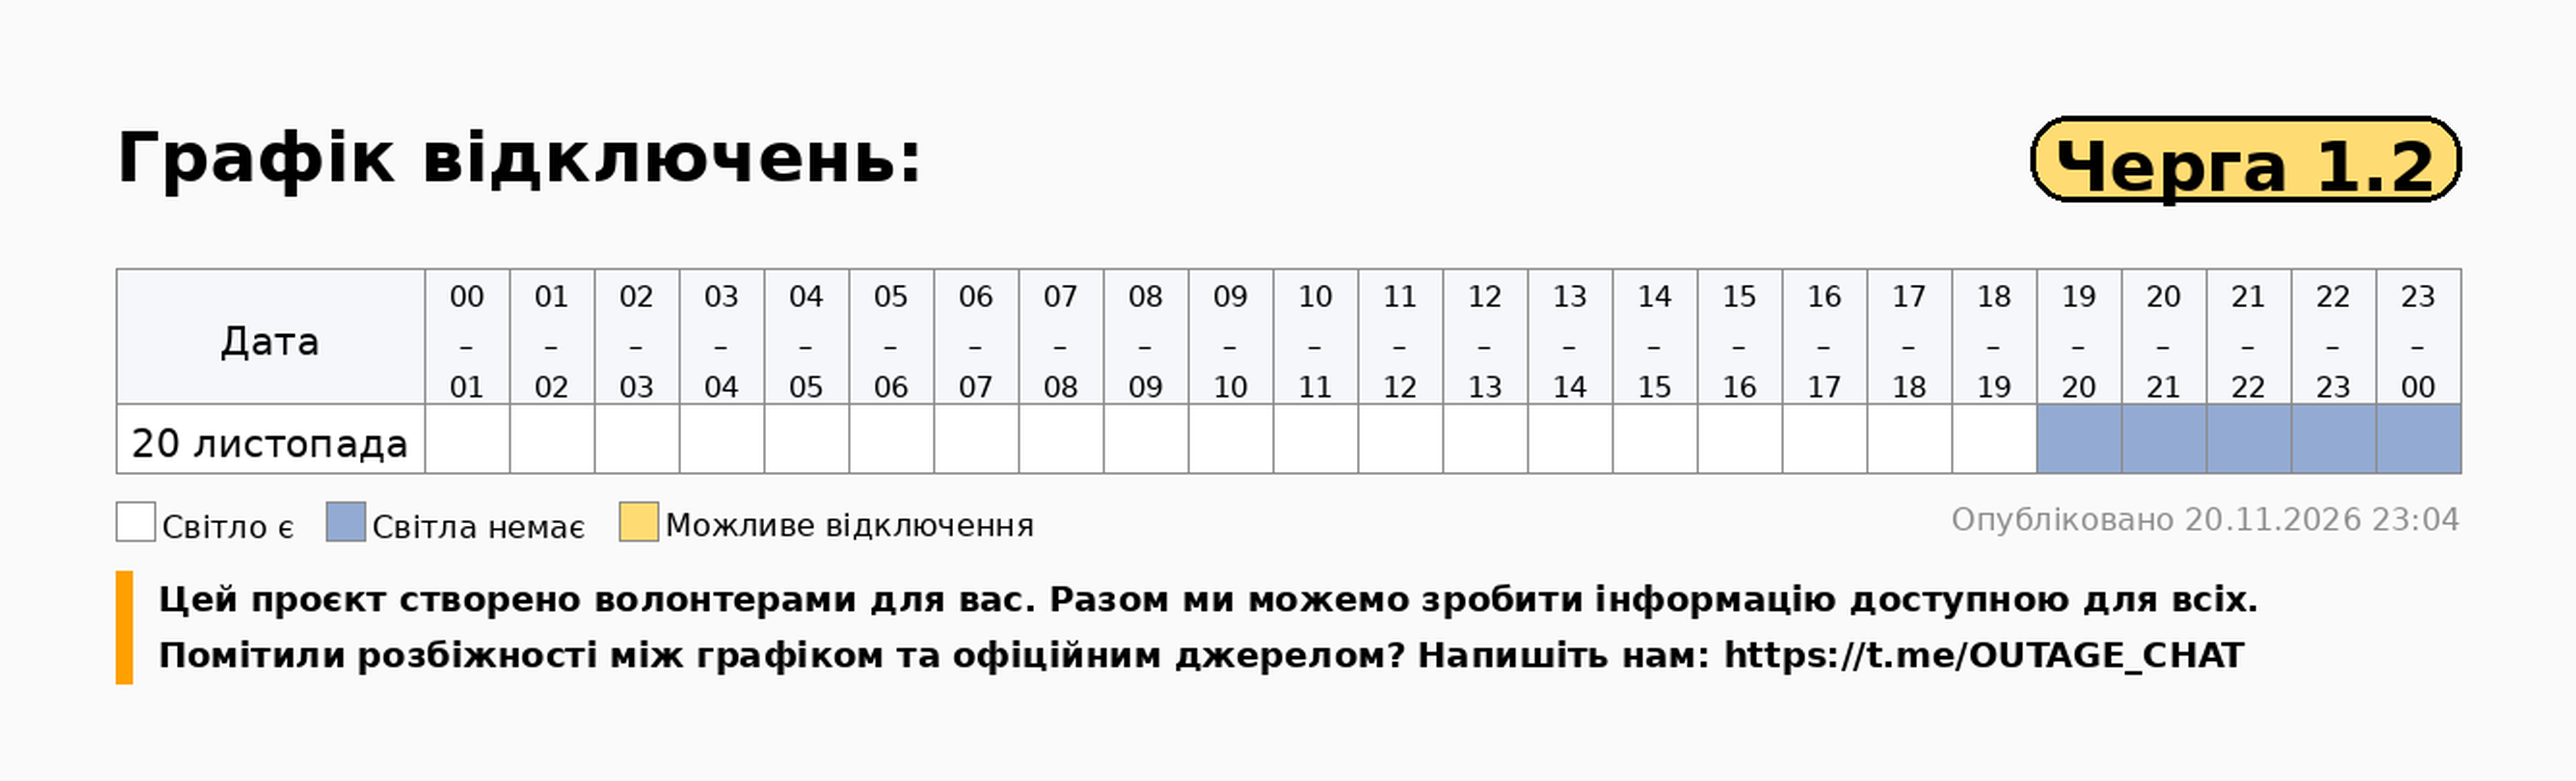 Графік відключень:
Черга 1.2
Дата
00 – 01
01 – 02
02 – 03
03 – 04
04 – 05
05 – 06
06 – 07
07 – 08
08 – 09
09 – 10
10 – 11
11 – 12
12 – 13
13 – 14
14 – 15
15 – 16
16 – 17
17 – 18
18 – 19
19 – 20
20 – 21
21 – 22
22 – 23
23 – 00
20 листопада
Світло є
Світла немає
Можливе відключення
Опубліковано 20.11.2026 23:04
Цей проєкт створено волонтерами для вас. Разом ми можемо зробити інформацію доступною для всіх.
Помітили розбіжності між графіком та офіційним джерелом? Напишіть нам: https://t.me/OUTAGE_CHAT